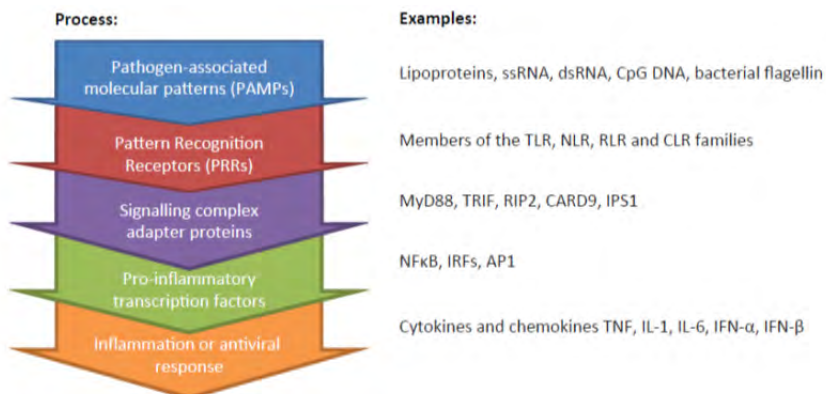 Process:
Examples:
Pathogen-associated
molecular patterns (PAMPs)
Lipoproteins, ssRNA, dsRNA, CpG DNA, bacterial flagellin
Pattern Recognition
Receptors (PRRs)
Members of the TLR, NLR, RLR and CLR families
Signalling complex
adapter proteins
MyD88, TRIF, RIP2, CARD9, IPS1
Pro-inflammatory
transcription factors
NFκB, IRFs, AP1
Inflammation or antiviral
response
Cytokines and chemokines TNF, IL-1, IL-6, IFN-α, IFN-β